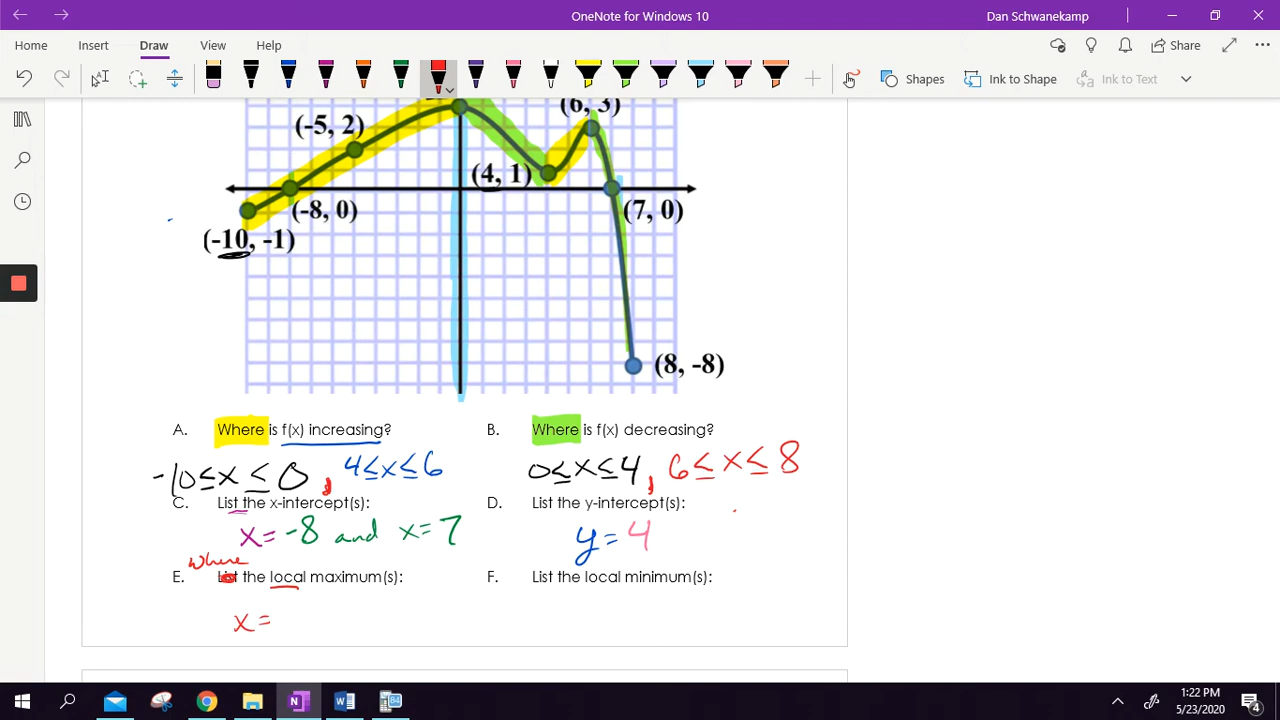 OneNote for Windows 10
Dan Schwanekamp
Home Insert Draw View Help
Share
Shapes Ink to Shape Ink to Text
(6, 3)
(-5, 2)
(4, 1)
(-8, 0) (7, 0)
(-10, -1)
(8, -8)
A. Where is f(x) increasing? B. Where is f(x) decreasing?
-10≤x≤0, 4≤x≤6 0≤x≤4, 6≤x≤8
C. List the x-intercept(s): D. List the y-intercept(s):
x= -8 and x= 7 y= 4
where
E. List the local maximum(s): F. List the local minimum(s):
x=
1:22 PM
5/23/2020
4